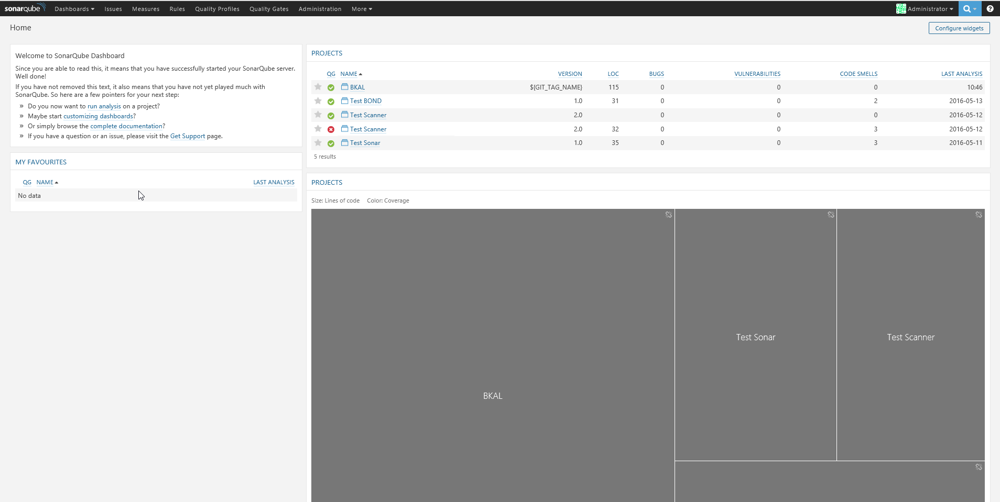 sonarqube Dashboards Issues Measures Rules Quality Profiles Quality Gates Administration More Administrator ?
Home
Configure widgets
Welcome to SonarQube Dashboard
Since you are able to read this, it means that you have successfully started your SonarQube server.
Well done!
If you have not removed this text, it also means that you have not yet played much with
SonarQube. So here are a few pointers for your next step:
» Do you now want to run analysis on a project?
» Maybe start customizing dashboards?
» Or simply browse the complete documentation?
» If you have a question or an issue, please visit the Get Support page.
MY FAVOURITES
QG NAME LAST ANALYSIS
No data
PROJECTS
QG NAME VERSION LOC BUGS VULNERABILITIES CODE SMELLS LAST ANALYSIS
BKAL ${GIT_TAG_NAME} 115 0 0 0 10:46
Test BOND 1.0 31 0 0 2 2016-05-13
Test Scanner 2.0 0 0 0 2016-05-12
Test Scanner 2.0 32 0 0 3 2016-05-12
Test Sonar 1.0 35 0 0 3 2016-05-11
5 results
PROJECTS
Size: Lines of code Color: Coverage
BKAL
Test Sonar
Test Scanner